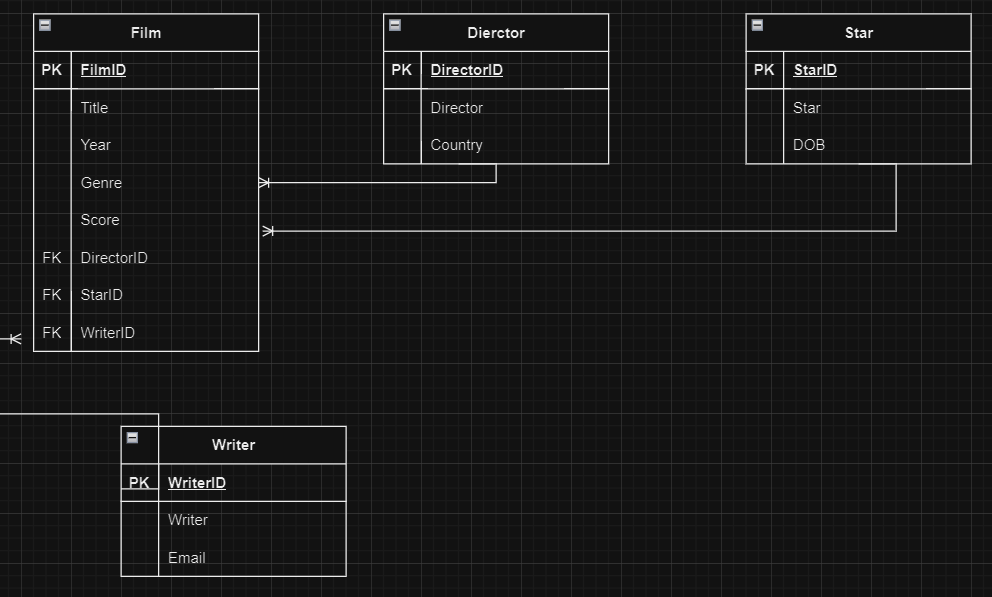 Film
PK FilmID
Title
Year
Genre
Score
FK DirectorID
FK StarID
FK WriterID
Dierctor
PK DirectorID
Director
Country
Star
PK StarID
Star
DOB
Writer
PK WriterID
Writer
Email